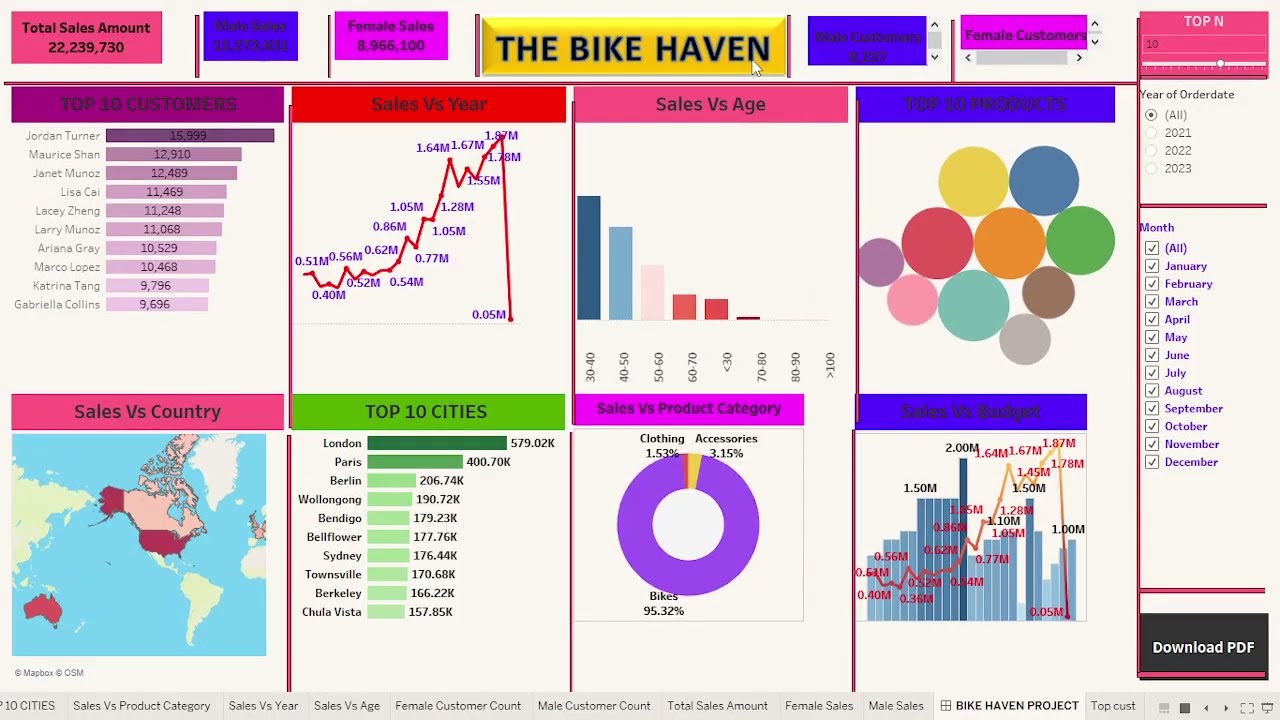 Total Sales Amount
22,239,730
Male Sales
Female Sales
8,966,100
THE BIKE HAVEN
Male Customers
Female Customers
TOP N
10
TOP 10 CUSTOMERS
Jordan Turner 15,999
Maurice Shan 12,910
Janet Munoz 12,489
Lisa Cai 11,469
Lacey Zheng 11,248
Larry Munoz 11,068
Ariana Gray 10,529
Marco Lopez 10,468
Katrina Tang 9,796
Gabriella Collins 9,696
Sales Vs Year
1.87M
1.64M 1.67M
1.78M
1.55M
1.05M 1.28M
0.86M 1.05M
0.62M
0.51M 0.56M 0.77M
0.52M 0.54M
0.40M
0.05M
Sales Vs Age
30-40 40-50 50-60 60-70 <30 70-80 80-90 >100
TOP 10 PRODUCTS
Year of Orderdate
(All)
2021
2022
2023
Month
(All)
January
February
March
April
May
June
July
August
September
October
November
December
Sales Vs Country
© Mapbox © OSM
TOP 10 CITIES
London 579.02K
Paris 400.70K
Berlin 206.74K
Wollongong 190.72K
Bendigo 179.23K
Bellflower 177.76K
Sydney 176.44K
Townsville 170.68K
Berkeley 166.22K
Chula Vista 157.85K
Sales Vs Product Category
Clothing
1.53%
Accessories
3.15%
Bikes
95.32%
Sales Vs Budget
2.00M 1.64M 1.67M 1.87M
1.78M
1.45M
1.50M 1.50M
1.28M
1.10M
0.86M 1.05M 1.00M
0.56M 0.62M 0.77M
0.51M 0.52M 0.54M
0.40M 0.36M
0.05M
Download PDF
P 10 CITIES Sales Vs Product Category Sales Vs Year Sales Vs Age Female Customer Count Male Customer Count Total Sales Amount Female Sales Male Sales BIKE HAVEN PROJECT Top cust